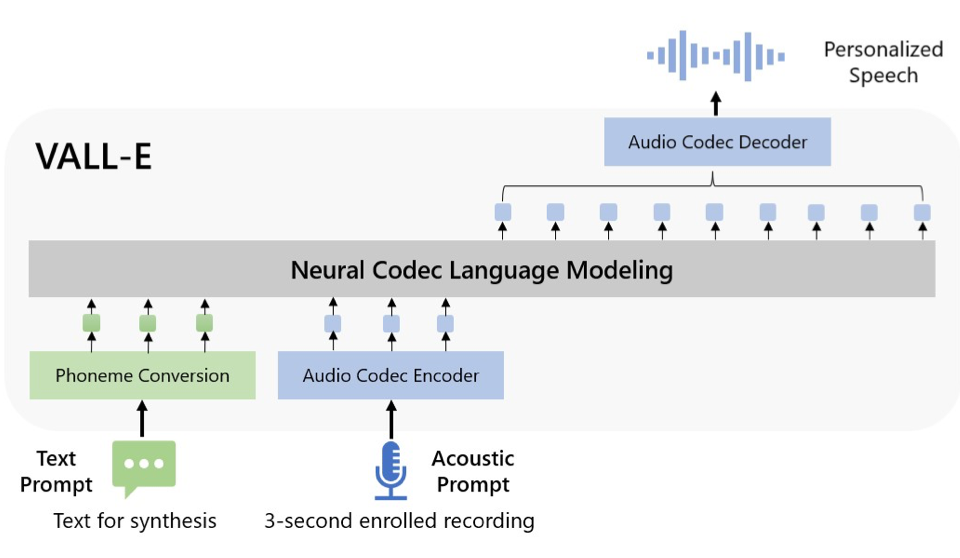 Personalized
Speech
Audio Codec Decoder
VALL-E
Neural Codec Language Modeling
Phoneme Conversion
Audio Codec Encoder
Text
Prompt
Acoustic
Prompt
Text for synthesis
3-second enrolled recording